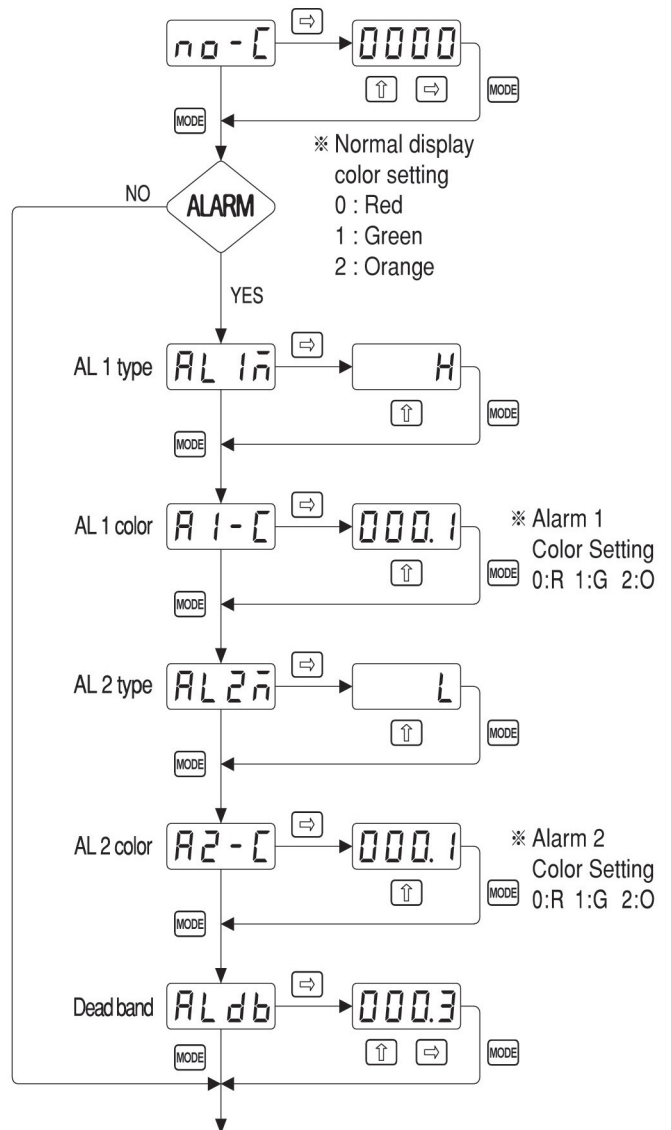 no-C
⇨
0000
⇧ ⇨ MODE
MODE
※ Normal display
color setting
0 : Red
1 : Green
2 : Orange
NO
ALARM
YES
AL 1 type
AL1n̄
⇨
H
⇧ MODE
MODE
AL 1 color
A1-C
⇨
000.1
※ Alarm 1
Color Setting
0:R 1:G 2:O
⇧ MODE
MODE
AL 2 type
AL2n̄
⇨
L
⇧ MODE
MODE
AL 2 color
A2-C
⇨
000.1
※ Alarm 2
Color Setting
0:R 1:G 2:O
⇧ MODE
MODE
Dead band
ALdb
⇨
000.3
⇧ ⇨ MODE
MODE